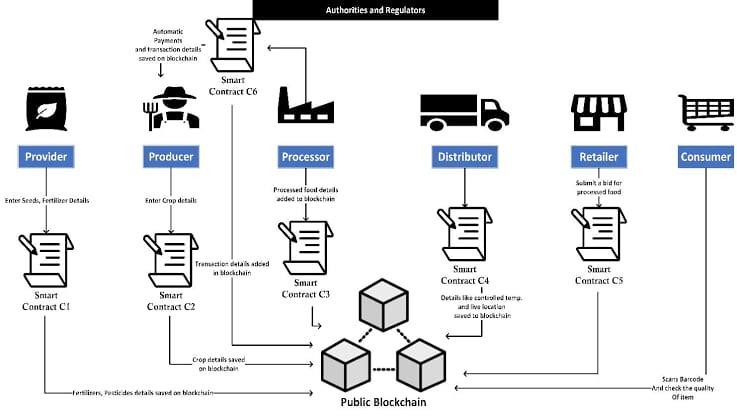 Authorities and Regulators
Automatic
Payments
and transaction details
saved on blockchain
Smart
Contract C6
Provider
Producer
Processor
Distributor
Retailer
Consumer
Enter Seeds, Fertilizer Details
Enter Crop details
Processed food details
added to blockchain
Submit a bid for
processed food
Smart
Contract C1
Smart
Contract C2
Transaction details added
in blockchain
Smart
Contract C3
Smart
Contract C4
Smart
Contract C5
Details like controlled temp.
and live location
saved to blockchain
Crop details saved
on blockchain
Fertilizers, Pesticides details saved on blockchain
Scans Barcode
And check the quality
Of item
Public Blockchain